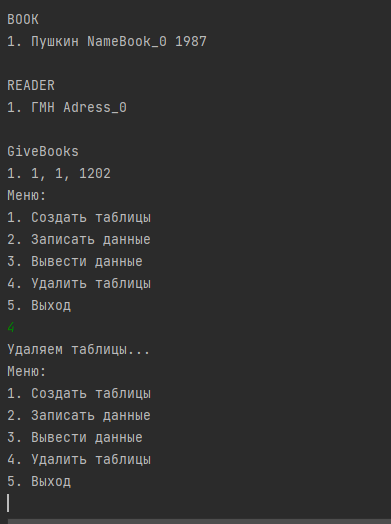 BOOK
1. Пушкин NameBook_0 1987
READER
1. ГМН Adress_0
GiveBooks
1. 1, 1, 1202
Меню:
1. Создать таблицы
2. Записать данные
3. Вывести данные
4. Удалить таблицы
5. Выход
4
Удаляем таблицы...
Меню:
1. Создать таблицы
2. Записать данные
3. Вывести данные
4. Удалить таблицы
5. Выход